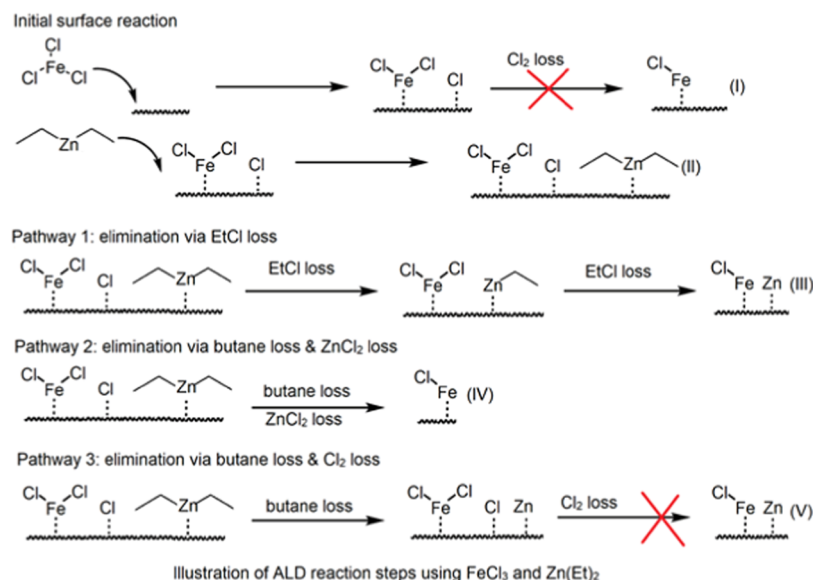 Initial surface reaction
Cl
Cl Fe Cl
Cl Cl
Fe Cl
Cl₂ loss
Cl
Fe (I)
Zn
Cl Cl
Fe Cl
Cl Cl
Fe Cl Zn (II)
Pathway 1: elimination via EtCl loss
Cl Cl
Fe Cl Zn
EtCl loss
Cl Cl
Fe Zn
EtCl loss
Cl
Fe Zn (III)
Pathway 2: elimination via butane loss & ZnCl₂ loss
Cl Cl
Fe Cl Zn
butane loss
ZnCl₂ loss
Cl
Fe (IV)
Pathway 3: elimination via butane loss & Cl₂ loss
Cl Cl
Fe Cl Zn
butane loss
Cl Cl
Fe Cl Zn
Cl₂ loss
Cl
Fe Zn (V)
Illustration of ALD reaction steps using FeCl₃ and Zn(Et)₂